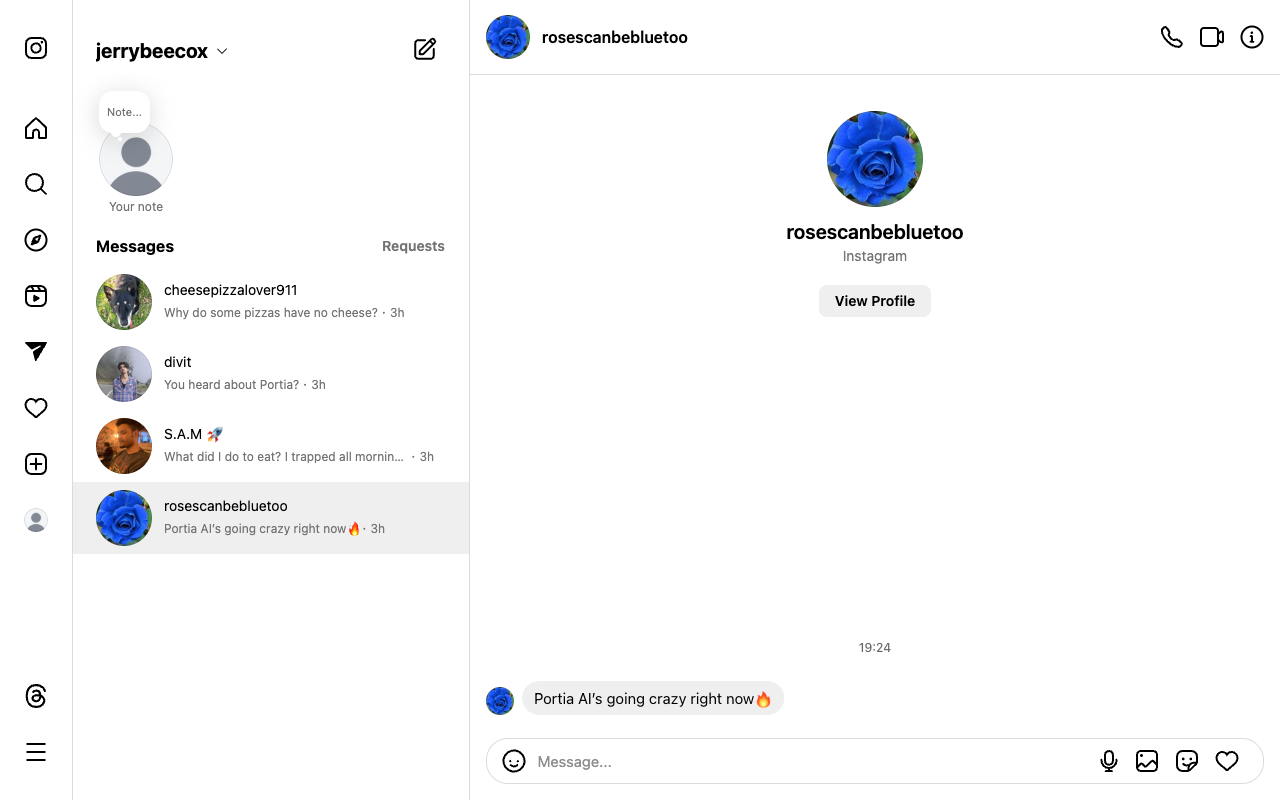 jerrybeecox
Note...
Your note
Messages
Requests
cheesepizzalover911
Why do some pizzas have no cheese? · 3h
divit
You heard about Portia? · 3h
S.A.M 🚀
What did I do to eat? I trapped all mornin... · 3h
rosescanbebluetoo
Portia AI's going crazy right now🔥 · 3h
rosescanbebluetoo
rosescanbebluetoo
Instagram
View Profile
19:24
Portia AI's going crazy right now🔥
Message...